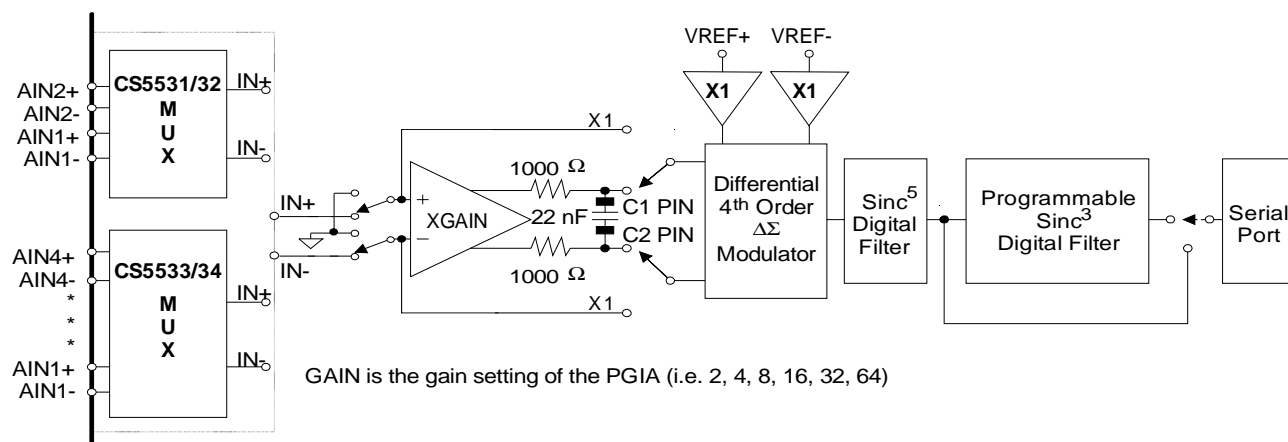 VREF+ VREF-
X1 X1
CS5531/32
M
U
X
AIN2+
AIN2-
AIN1+
AIN1-
IN+
IN-
CS5533/34
M
U
X
AIN4+
AIN4-
*
*
*
AIN1+
AIN1-
IN+
IN-
IN+
IN-
X1
+
XGAIN
−
1000 Ω
22 nF
C1 PIN
C2 PIN
1000 Ω
X1
Differential
4th Order
ΔΣ
Modulator
Sinc5
Digital
Filter
Programmable
Sinc3
Digital Filter
Serial
Port
GAIN is the gain setting of the PGIA (i.e. 2, 4, 8, 16, 32, 64)